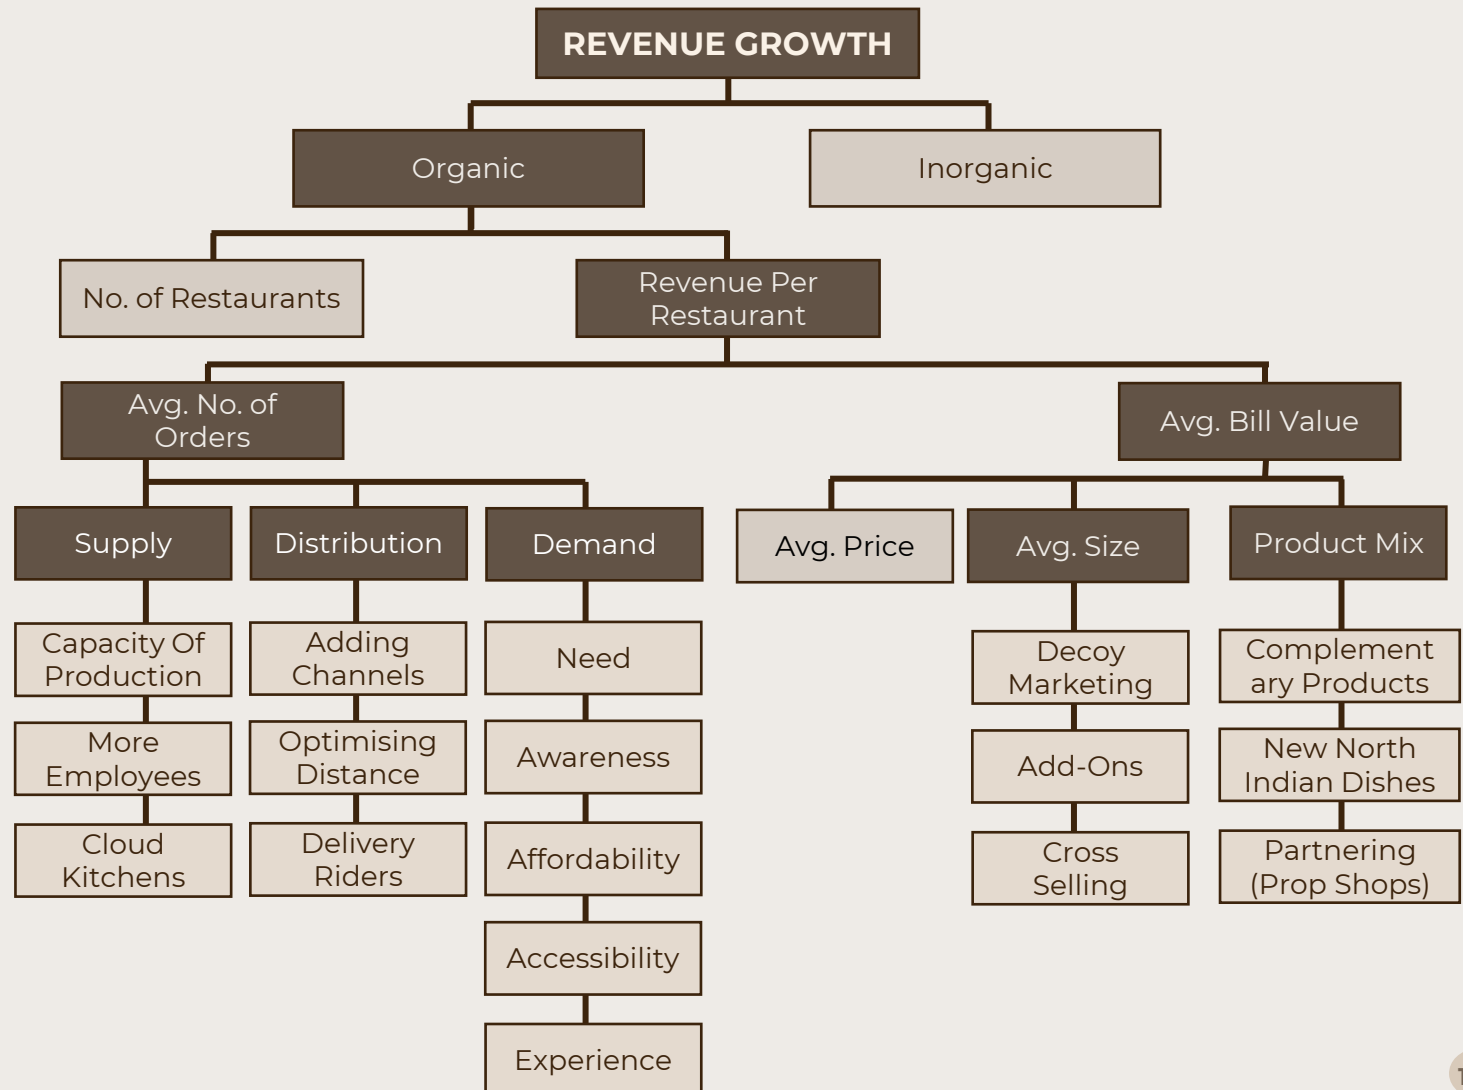 REVENUE GROWTH
Organic
Inorganic
No. of Restaurants
Revenue Per
Restaurant
Avg. No. of
Orders
Avg. Bill Value
Supply
Distribution
Demand
Avg. Price
Avg. Size
Product Mix
Capacity Of
Production
More
Employees
Cloud
Kitchens
Adding
Channels
Optimising
Distance
Delivery
Riders
Need
Awareness
Affordability
Accessibility
Experience
Decoy
Marketing
Add-Ons
Cross
Selling
Complement
ary Products
New North
Indian Dishes
Partnering
(Prop Shops)